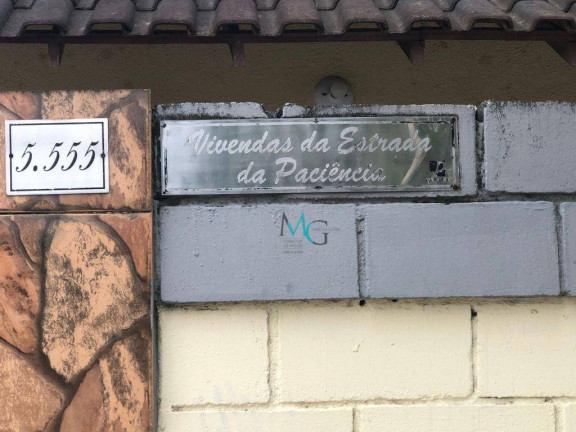 5.555
Vivendas da Estrada
da Paciência
MG